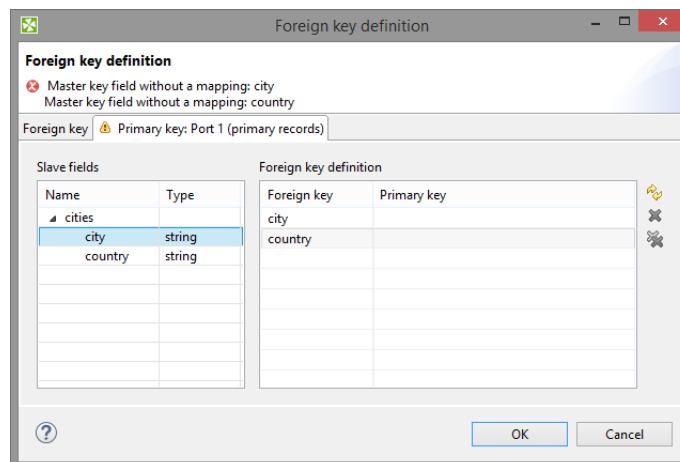 Foreign key definition
Foreign key definition
Master key field without a mapping: city
Master key field without a mapping: country
Foreign key Primary key: Port 1 (primary records)
Slave fields Foreign key definition
Name Type Foreign key Primary key
cities city
city string country
country string
OK Cancel